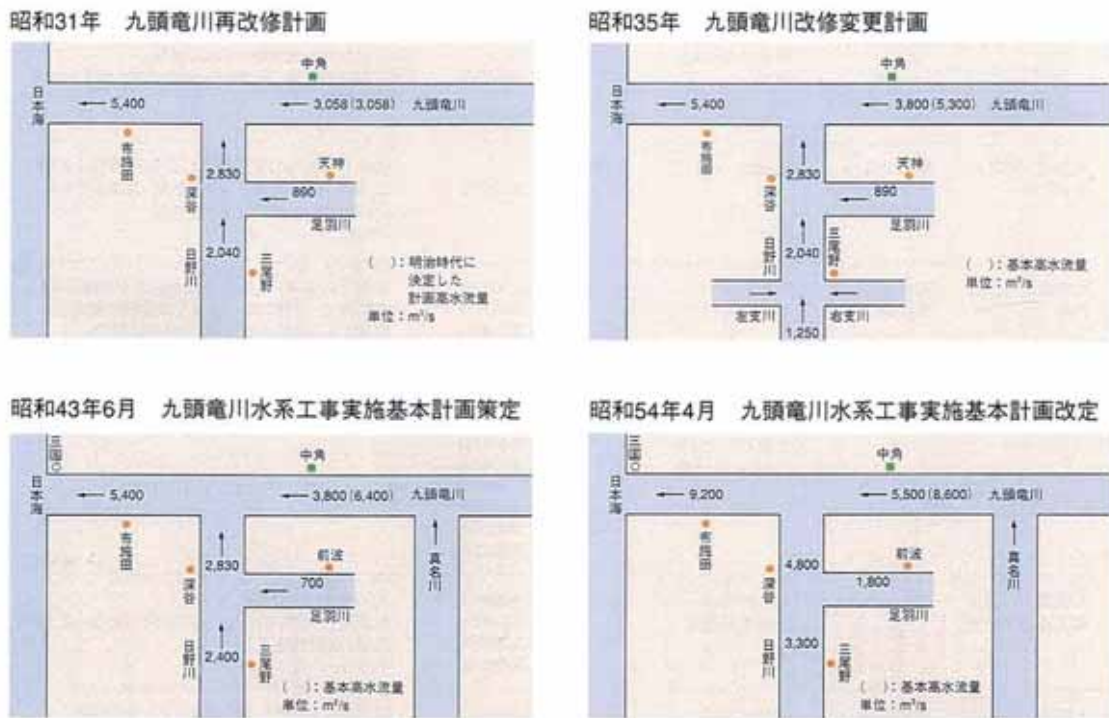 昭和31年　九頭竜川再改修計画
中角
日本海
← 5,400
← 3,058(3,058)　九頭竜川
布施田
深谷
2,830
天神
← 890
足羽川
日野川
2,040
三尾野
(　)：明治時代に
決定した
計画高水流量
単位：m³/s
昭和35年　九頭竜川改修変更計画
中角
日本海
← 5,400
← 3,800(5,300)　九頭竜川
布施田
深谷
2,830
天神
← 890
足羽川
日野川
2,040
三尾野
(　)：基本高水流量
単位：m³/s
左支川
右支川
1,250
昭和43年6月　九頭竜川水系工事実施基本計画策定
三国
中角
日本海
← 5,400
← 3,800(6,400)　九頭竜川
布施田
深谷
2,830
前波
700
足羽川
真名川
日野川
2,400
三尾野
(　)：基本高水流量
単位：m³/s
昭和54年4月　九頭竜川水系工事実施基本計画改定
三国
中角
日本海
← 9,200
← 5,500(8,600)　九頭竜川
布施田
深谷
4,800
前波
1,800
足羽川
真名川
日野川
3,300
三尾野
(　)：基本高水流量
単位：m³/s